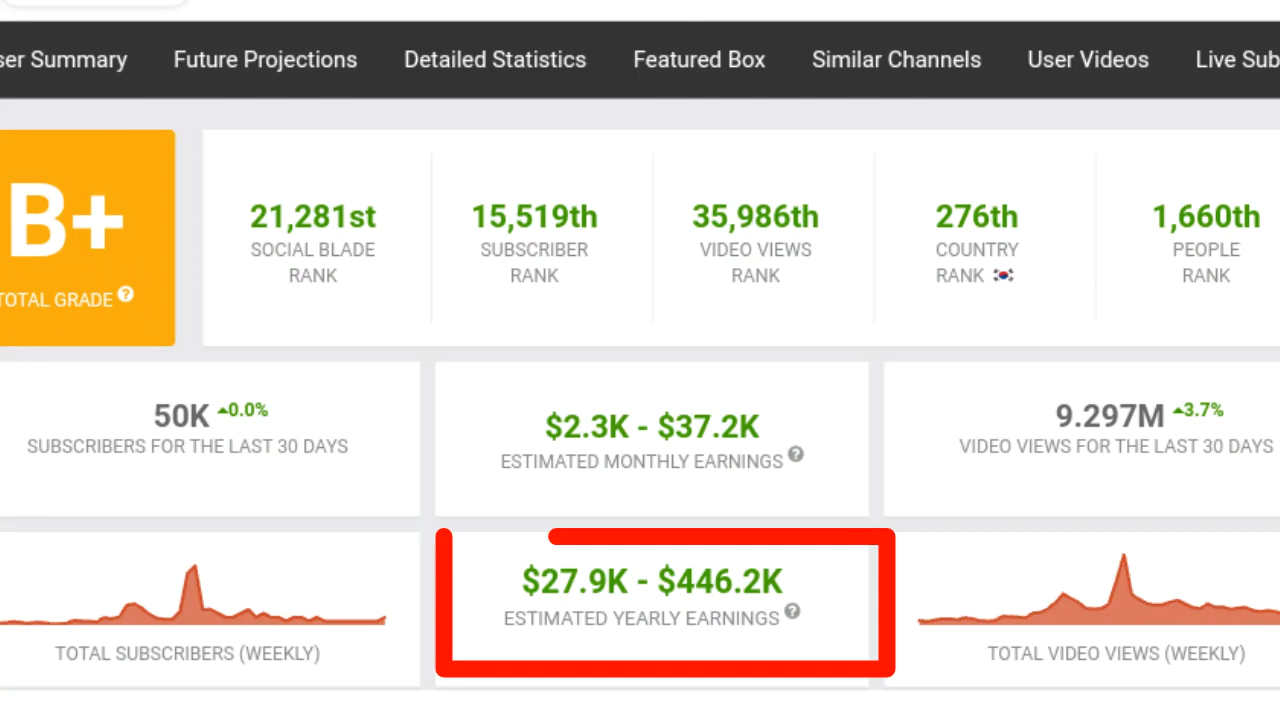 ser Summary Future Projections Detailed Statistics Featured Box Similar Channels User Videos Live Sub
B+
TOTAL GRADE ?
21,281st
SOCIAL BLADE
RANK
15,519th
SUBSCRIBER
RANK
35,986th
VIDEO VIEWS
RANK
276th
COUNTRY
RANK
1,660th
PEOPLE
RANK
50K 0.0%
SUBSCRIBERS FOR THE LAST 30 DAYS
$2.3K - $37.2K
ESTIMATED MONTHLY EARNINGS ?
9.297M 3.7%
VIDEO VIEWS FOR THE LAST 30 DAYS
TOTAL SUBSCRIBERS (WEEKLY)
$27.9K - $446.2K
ESTIMATED YEARLY EARNINGS ?
TOTAL VIDEO VIEWS (WEEKLY)